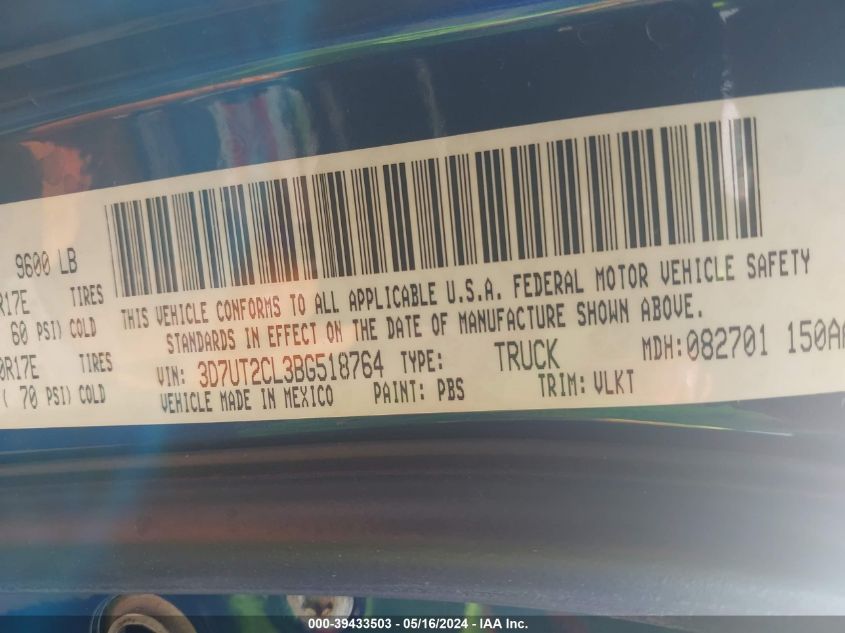 9600 LB
R17E TIRES
60 PSI) COLD
0R17E TIRES
( 70 PSI) COLD
THIS VEHICLE CONFORMS TO ALL APPLICABLE U.S.A. FEDERAL MOTOR VEHICLE SAFETY
STANDARDS IN EFFECT ON THE DATE OF MANUFACTURE SHOWN ABOVE.
VIN: 3D7UT2CL3BG518764 TYPE: TRUCK MDH:082701 150AA
VEHICLE MADE IN MEXICO PAINT: PBS TRIM: VLKT
000-39433503 - 05/16/2024 - IAA Inc.